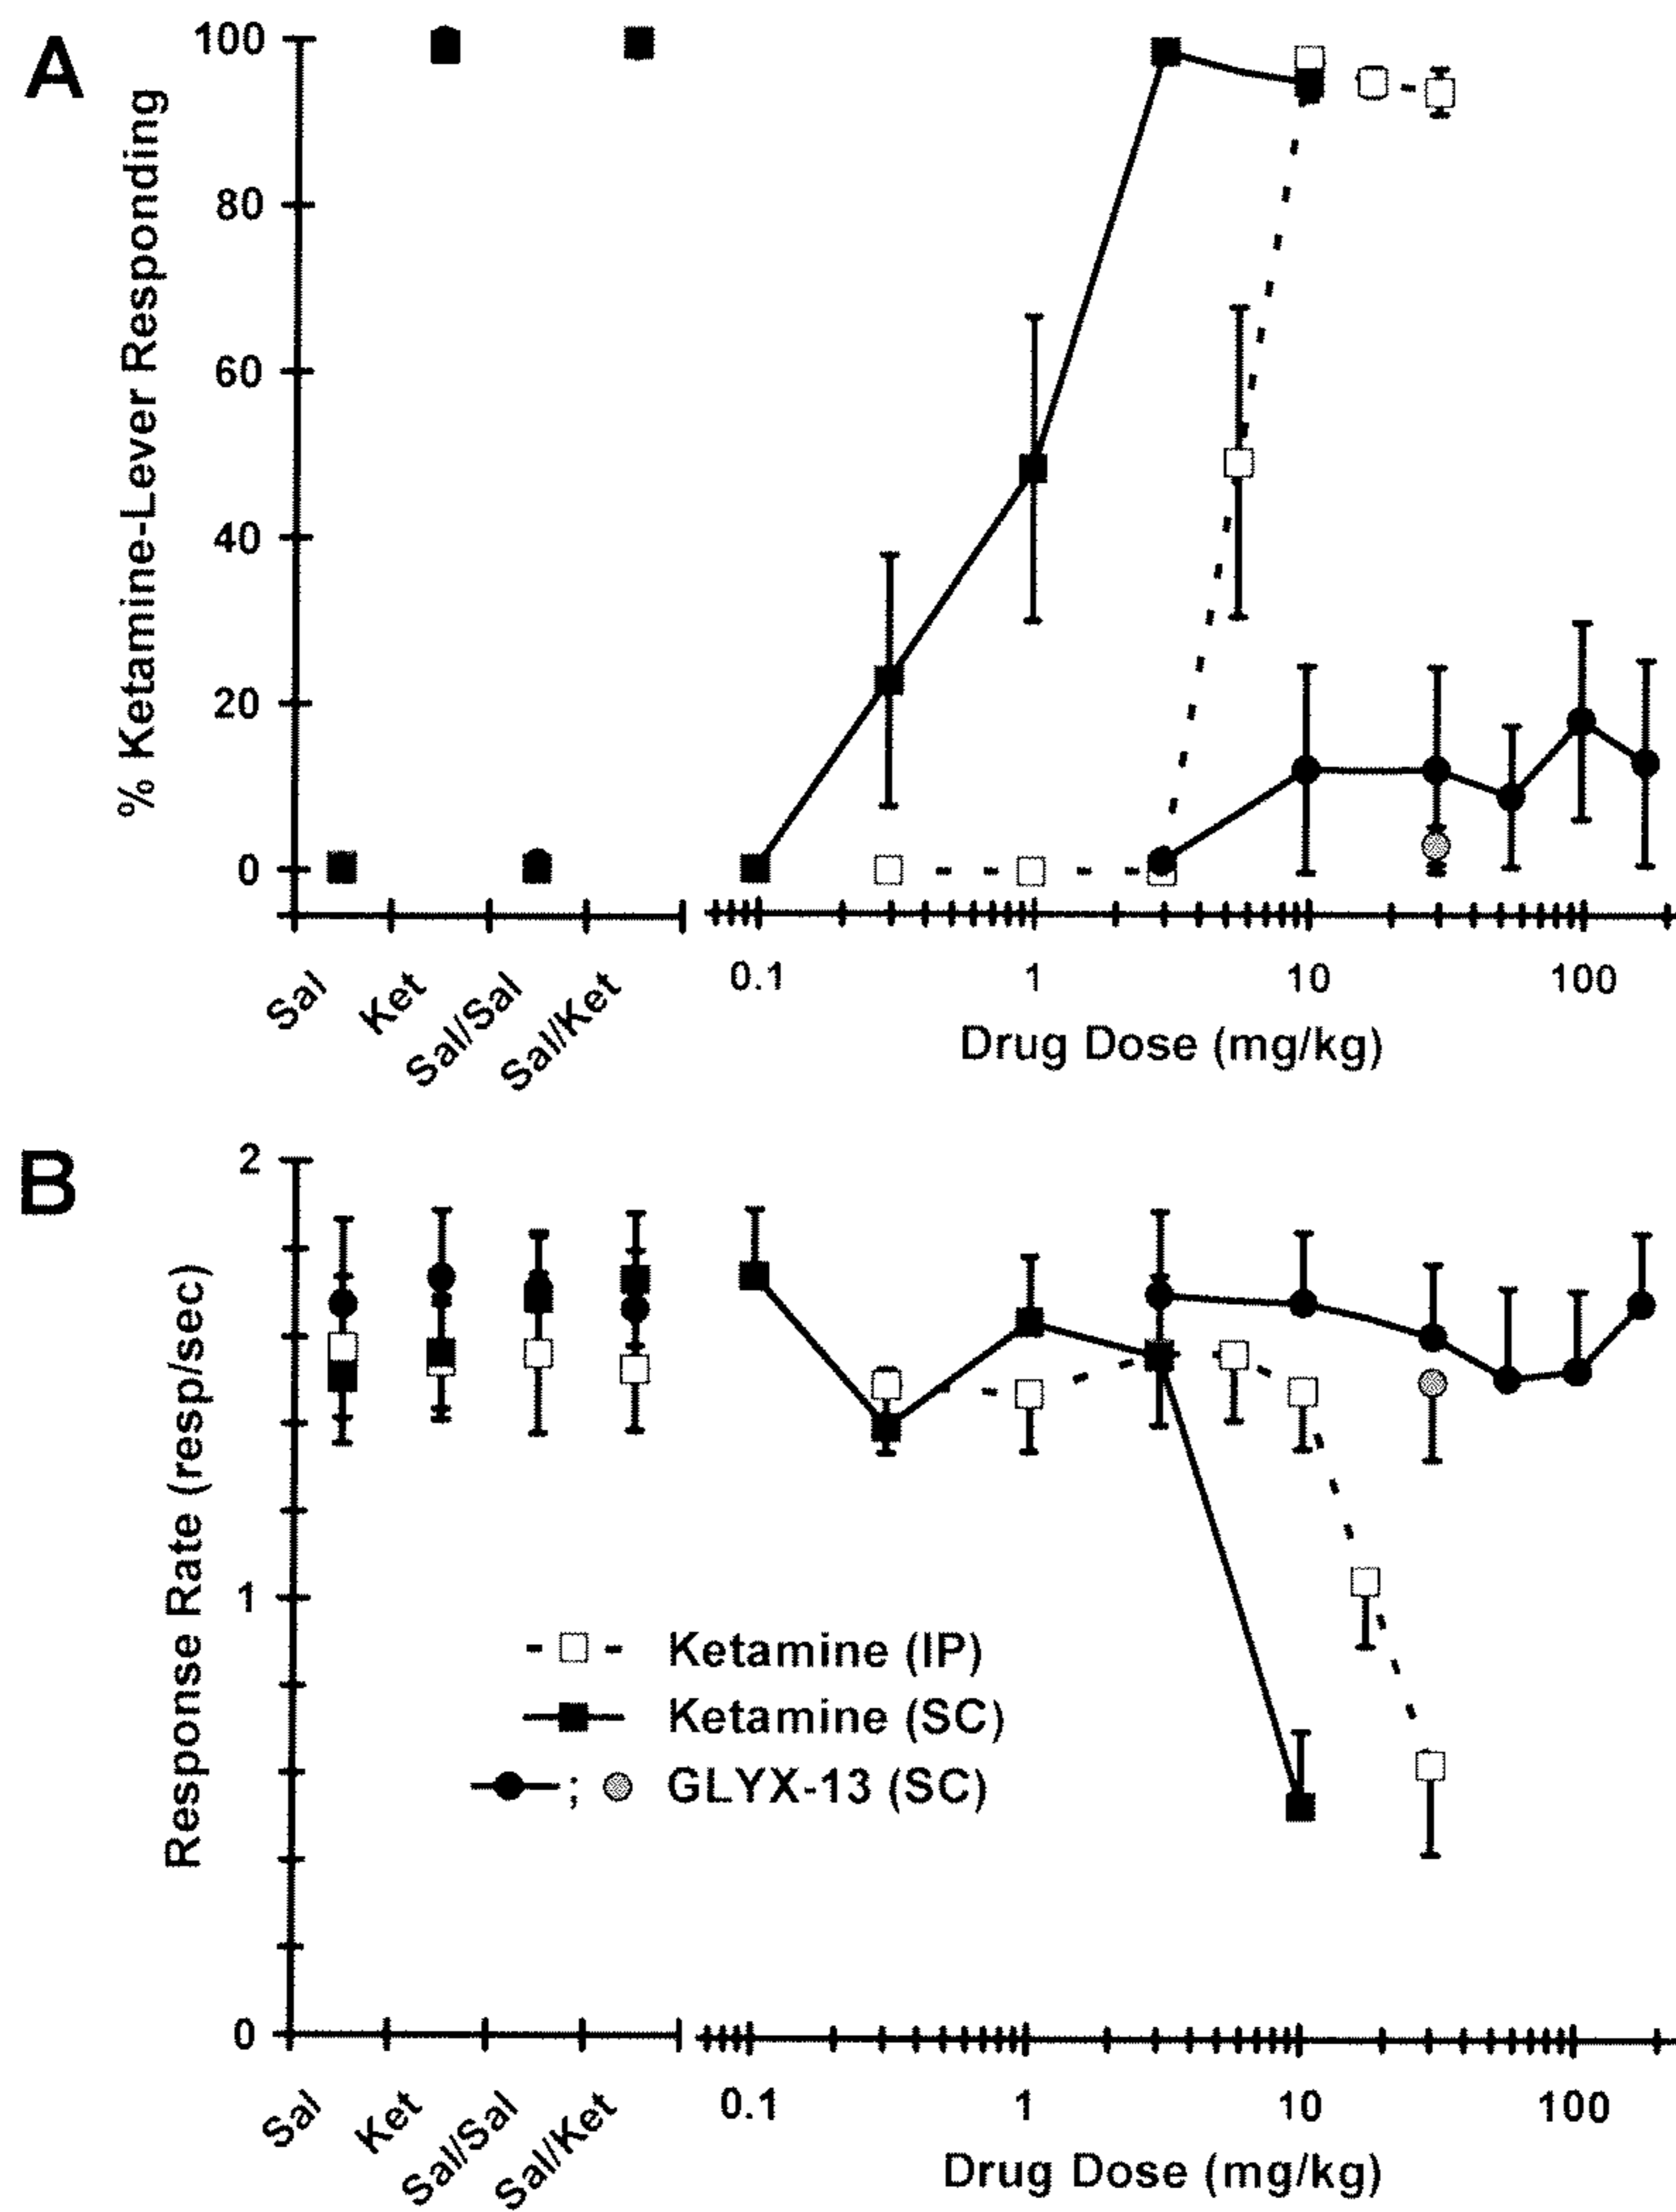 A
% Ketamine-Lever Responding
100
80
60
40
20
0
Sal
Ket
Sal/Sal
Sal/Ket
0.1
1
10
100
Drug Dose (mg/kg)
B
Response Rate (resp/sec)
2
1
0
Ketamine (IP)
Ketamine (SC)
; GLYX-13 (SC)
Sal
Ket
Sal/Sal
Sal/Ket
0.1
1
10
100
Drug Dose (mg/kg)